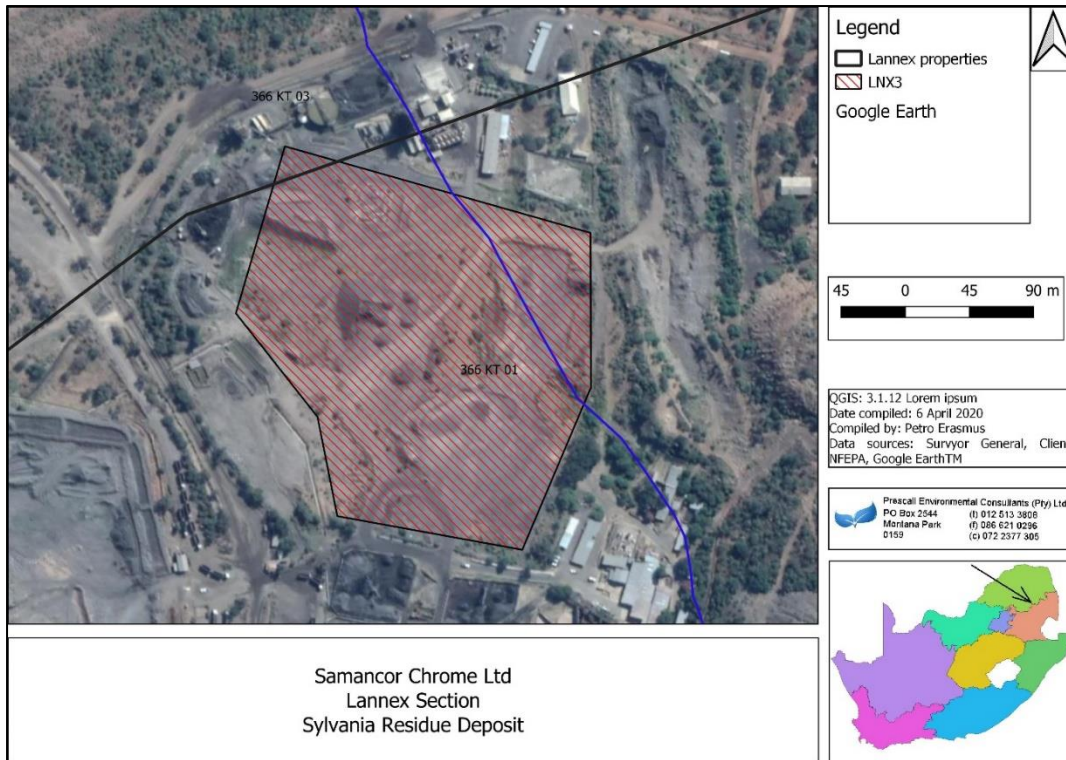 366 KT 03
366 KT 01
Legend
Lannex properties
LNX3
Google Earth
45 0 45 90 m
QGIS: 3.1.12 Lorem ipsum
Date compiled: 6 April 2020
Compiled by: Petro Erasmus
Data sources: Survyor General, Clien
NFEPA, Google EarthTM
Prescali Environmental Consultants (Pty) Ltd
PO Box 2544 (t) 012 513 3808
Montana Park (f) 086 621 0296
0159 (c) 072 2377 305
Samancor Chrome Ltd
Lannex Section
Sylvania Residue Deposit